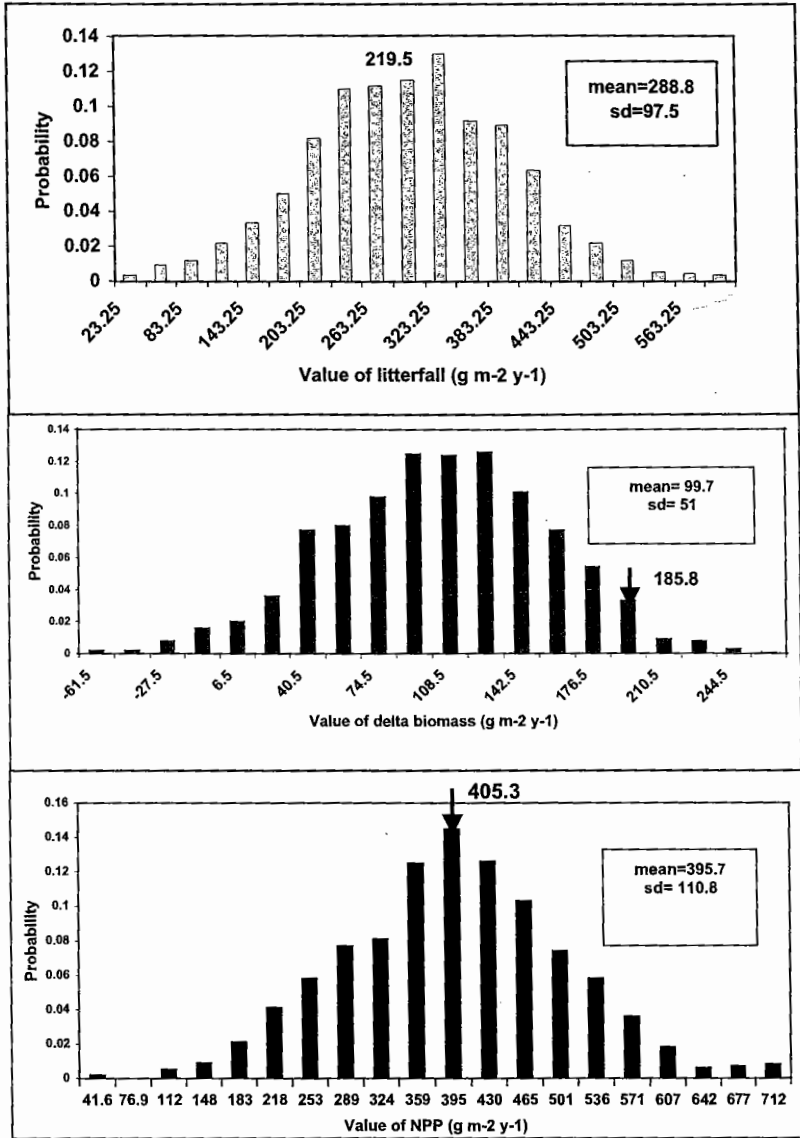 0.14
0.12
0.1
0.08
0.06
0.04
0.02
0
Probability
219.5
mean=288.8
sd=97.5
23.25 83.25 143.25 203.25 263.25 323.25 383.25 443.25 503.25 563.25
Value of litterfall (g m-2 y-1)
0.14
0.12
0.1
0.08
0.06
0.04
0.02
0
Probability
mean= 99.7
sd= 51
185.8
-61.5 -27.5 6.5 40.5 74.5 108.5 142.5 176.5 210.5 244.5
Value of delta biomass (g m-2 y-1)
0.16
0.14
0.12
0.1
0.08
0.06
0.04
0.02
0
Probability
405.3
mean=395.7
sd= 110.8
41.6 76.9 112 148 183 218 253 289 324 359 395 430 465 501 536 571 607 642 677 712
Value of NPP (g m-2 y-1)